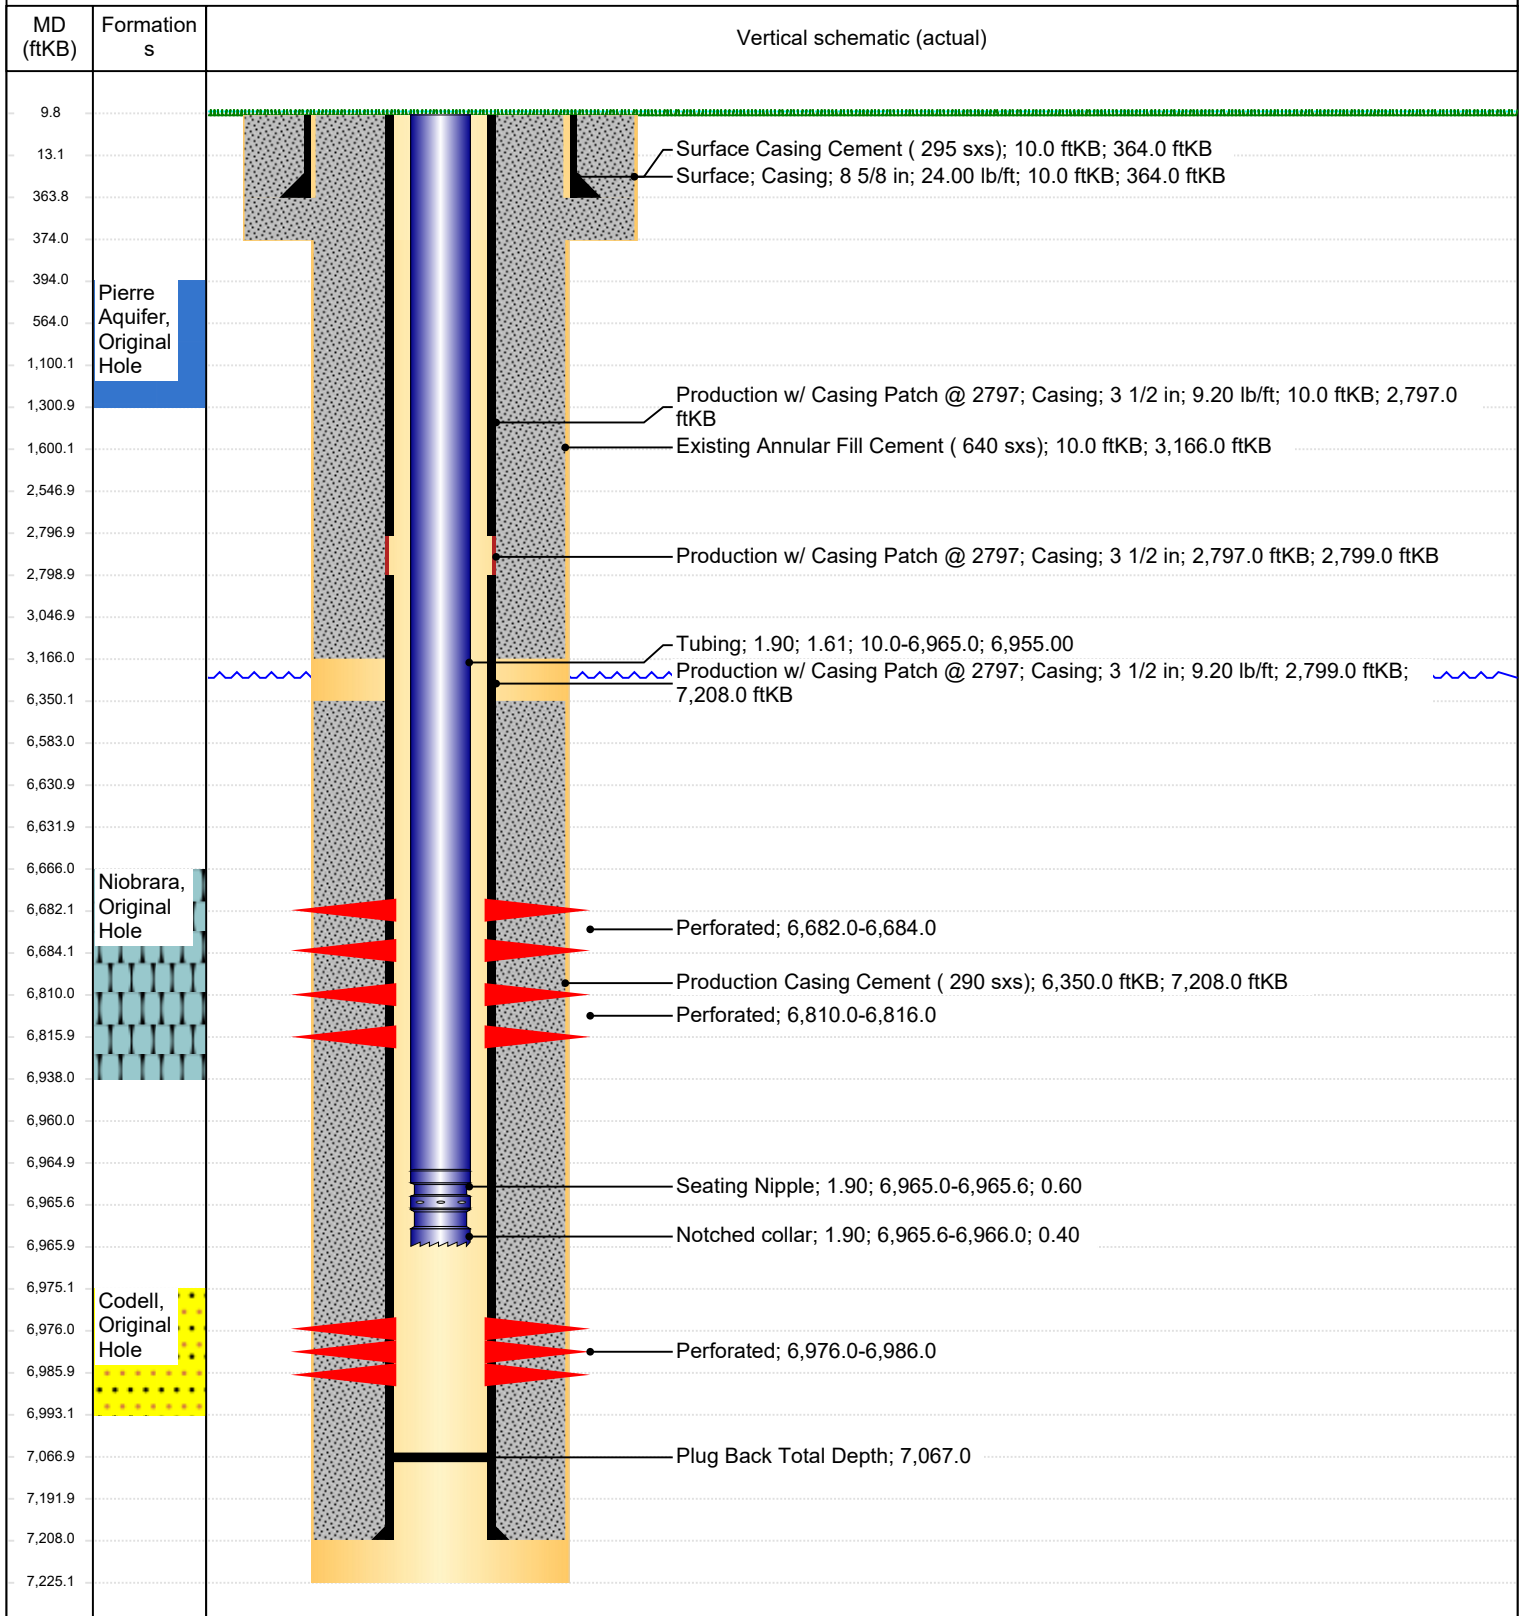 MD
(ftKB)
Formation
s
Vertical schematic (actual)
9.8
13.1
363.8
374.0
394.0
564.0
1,100.1
1,300.9
1,600.1
2,546.9
2,796.9
2,798.9
3,046.9
3,166.0
6,350.1
6,583.0
6,630.9
6,631.9
6,666.0
6,682.1
6,684.1
6,810.0
6,815.9
6,938.0
6,960.0
6,964.9
6,965.6
6,965.9
6,975.1
6,976.0
6,985.9
6,993.1
7,066.9
7,191.9
7,208.0
7,225.1
Pierre
Aquifer,
Original
Hole
Niobrara,
Original
Hole
Codell,
Original
Hole
Surface Casing Cement ( 295 sxs); 10.0 ftKB; 364.0 ftKB
Surface; Casing; 8 5/8 in; 24.00 lb/ft; 10.0 ftKB; 364.0 ftKB
Production w/ Casing Patch @ 2797; Casing; 3 1/2 in; 9.20 lb/ft; 10.0 ftKB; 2,797.0
ftKB
Existing Annular Fill Cement ( 640 sxs); 10.0 ftKB; 3,166.0 ftKB
Production w/ Casing Patch @ 2797; Casing; 3 1/2 in; 2,797.0 ftKB; 2,799.0 ftKB
Tubing; 1.90; 1.61; 10.0-6,965.0; 6,955.00
Production w/ Casing Patch @ 2797; Casing; 3 1/2 in; 9.20 lb/ft; 2,799.0 ftKB;
7,208.0 ftKB
Perforated; 6,682.0-6,684.0
Production Casing Cement ( 290 sxs); 6,350.0 ftKB; 7,208.0 ftKB
Perforated; 6,810.0-6,816.0
Seating Nipple; 1.90; 6,965.0-6,965.6; 0.60
Notched collar; 1.90; 6,965.6-6,966.0; 0.40
Perforated; 6,976.0-6,986.0
Plug Back Total Depth; 7,067.0